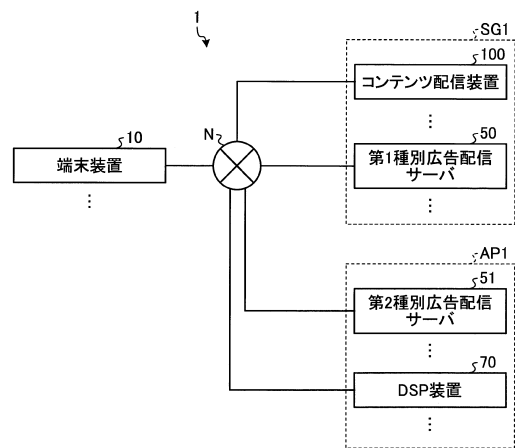 1
SG1
100
コンテンツ配信装置
⋮
50
第1種別広告配信
サーバ
⋮
N
10
端末装置
⋮
AP1
51
第2種別広告配信
サーバ
⋮
70
DSP装置
⋮